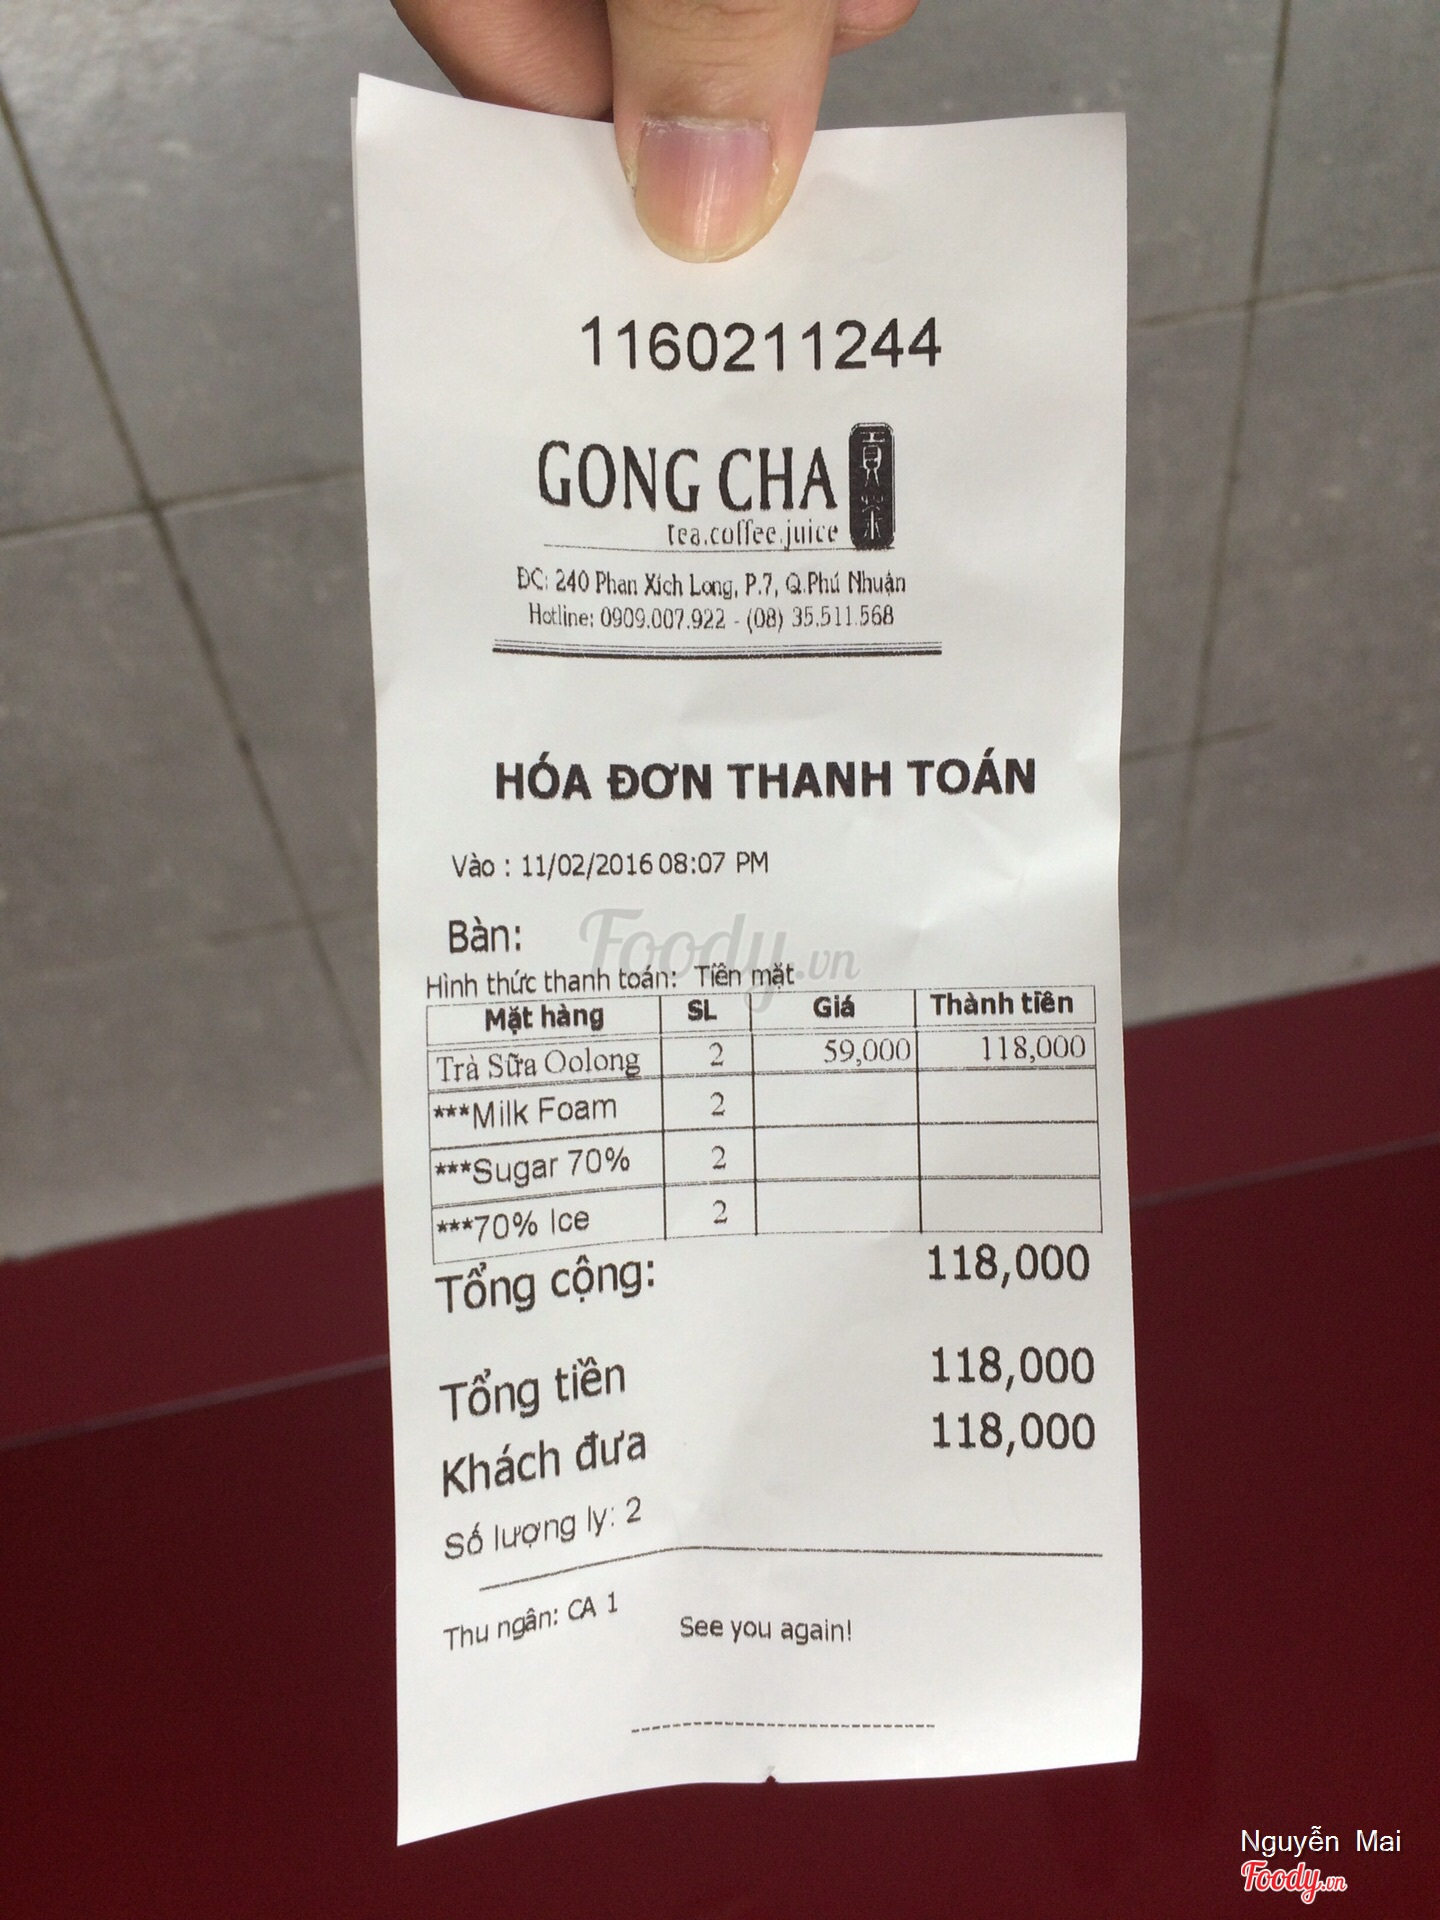 1160211244
GONG CHA 貢茶
tea.coffee.juice
ĐC: 240 Phan Xích Long, P.7, Q.Phú Nhuận
Hotline: 0909.007.922 - (08) 35.511.568
HÓA ĐƠN THANH TOÁN
Vào : 11/02/2016 08:07 PM
Bàn:
Foody.vn
Hình thức thanh toán: Tiền mặt
Mặt hàng SL Giá Thành tiền
Trà Sữa Oolong 2 59,000 118,000
***Milk Foam 2
***Sugar 70% 2
***70% Ice 2
Tổng cộng: 118,000
Tổng tiền 118,000
Khách đưa 118,000
Số lượng ly: 2
Thu ngân: CA 1 See you again!
Nguyễn Mai
Foody.vn